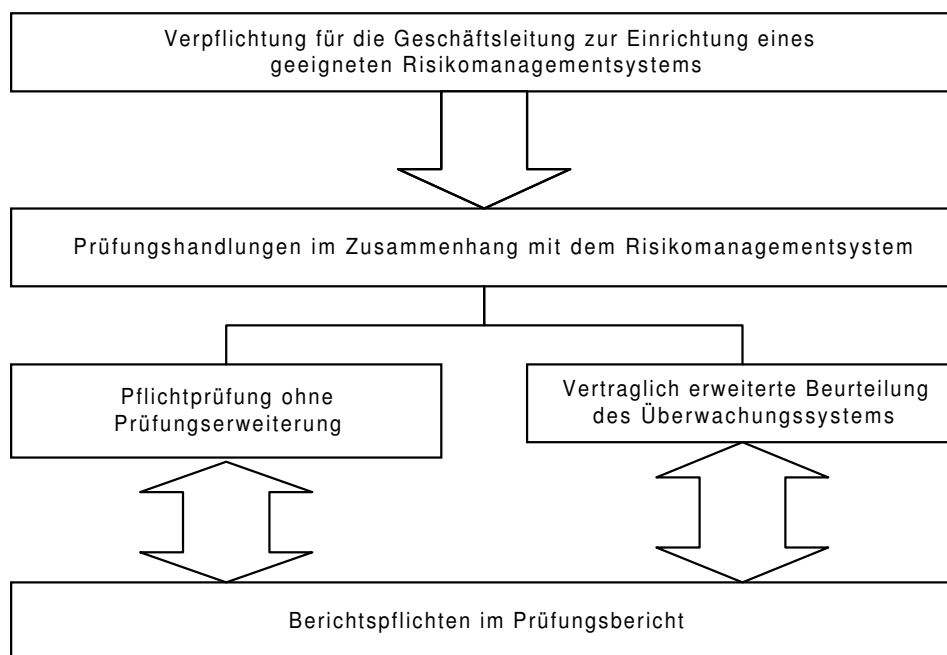 Verpflichtung für die Geschäftsleitung zur Einrichtung eines
geeigneten Risikomanagementsystems
Prüfungshandlungen im Zusammenhang mit dem Risikomanagementsystem
Pflichtprüfung ohne
Prüfungserweiterung
Vertraglich erweiterte Beurteilung
des Überwachungssystems
Berichtspflichten im Prüfungsbericht